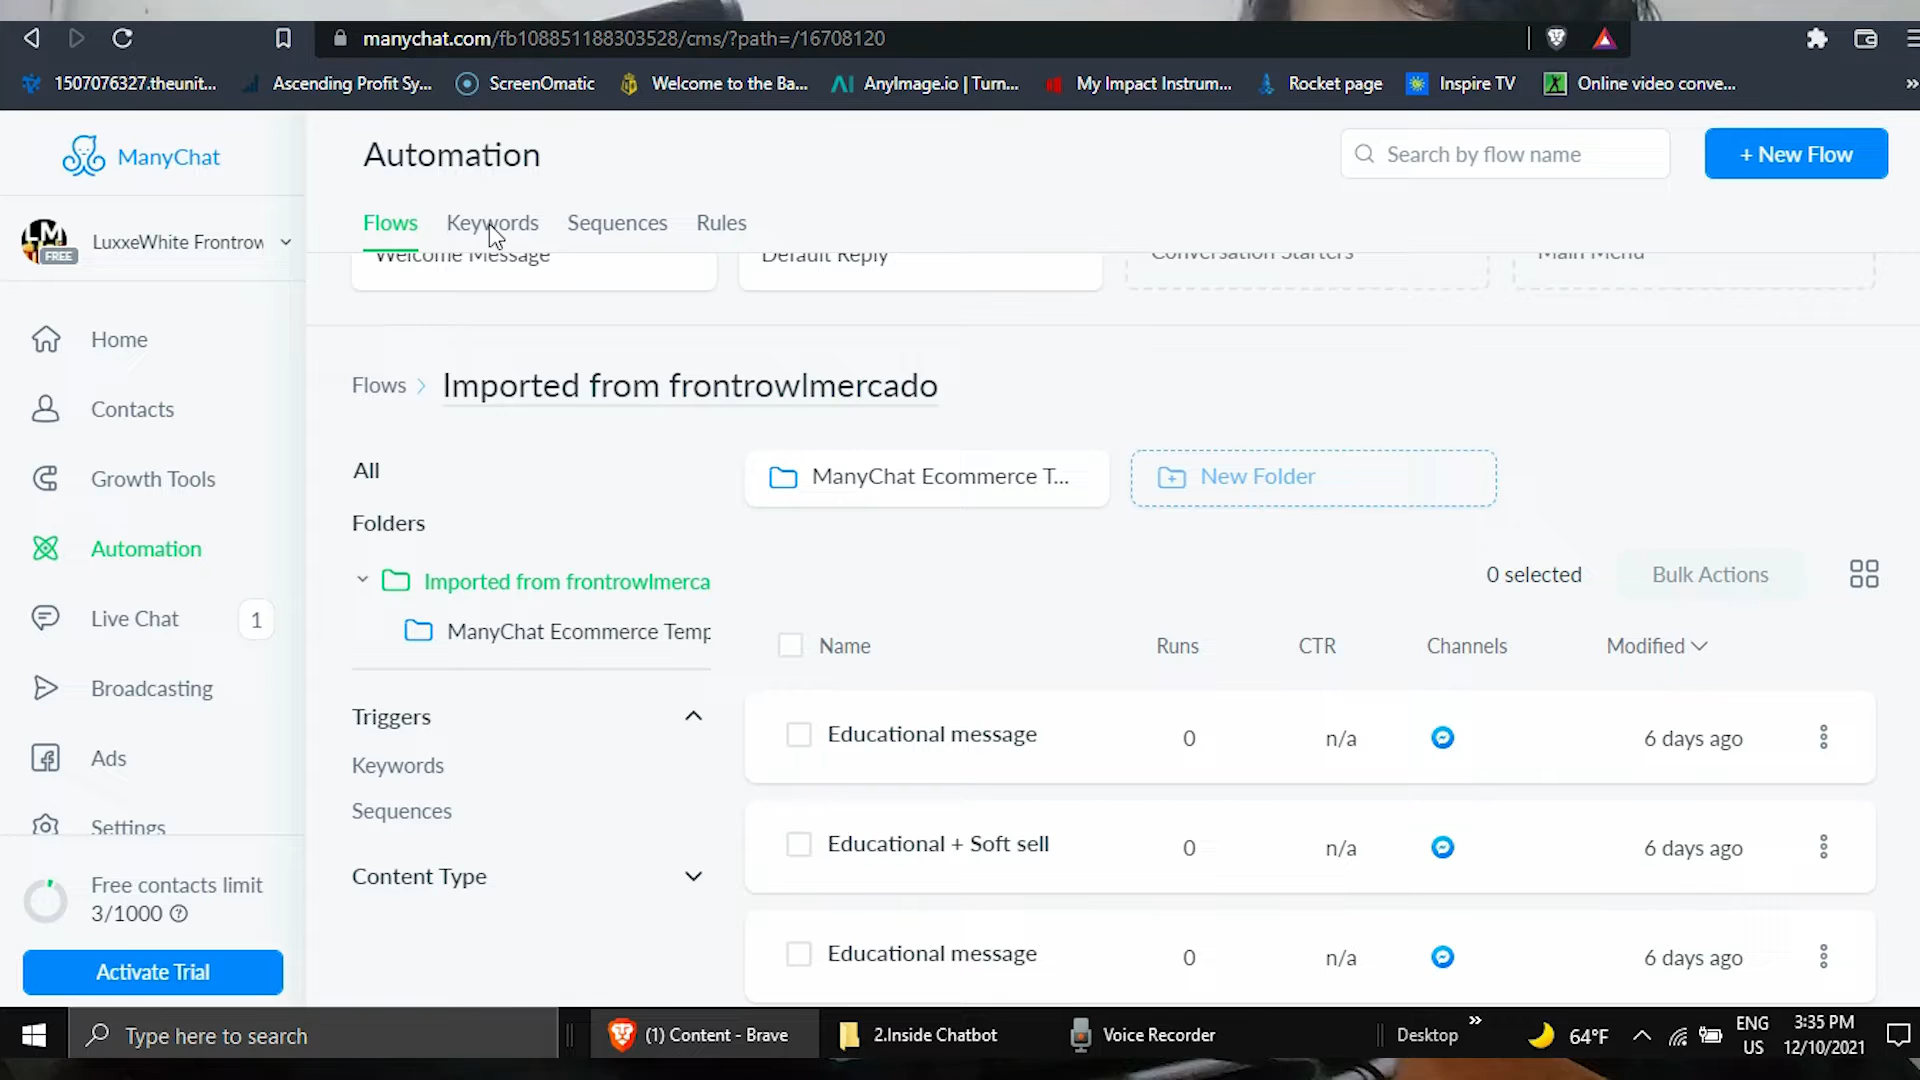 manychat.com/fb108851188303528/cms/?path=/16708120
1507076327.theunit... Ascending Profit Sy... ScreenOmatic Welcome to the Ba... AnyImage.io | Turn... My Impact Instrum... Rocket page Inspire TV Online video conve... »
ManyChat
Automation
Search by flow name
+ New Flow
LM
FREE
LuxxeWhite Frontrow
Flows Keywords Sequences Rules
Welcome Message Default Reply Conversation Starters Main Menu
Home
Contacts
Growth Tools
Automation
Live Chat 1
Broadcasting
Ads
Settings
Free contacts limit
3/1000
Activate Trial
Flows > Imported from frontrowlmercado
All
Folders
Imported from frontrowlmerca
ManyChat Ecommerce Temp
Triggers
Keywords
Sequences
Content Type
ManyChat Ecommerce T... New Folder
0 selected Bulk Actions
Name Runs CTR Channels Modified
Educational message 0 n/a 6 days ago
Educational + Soft sell 0 n/a 6 days ago
Educational message 0 n/a 6 days ago
Type here to search
(1) Content - Brave
2.Inside Chatbot
Voice Recorder
Desktop »
64°F
ENG
US
3:35 PM
12/10/2021